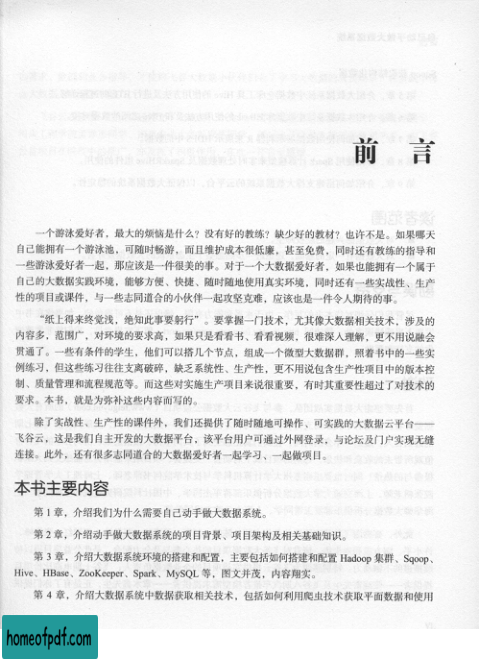 前言
一个游泳爱好者，最大的烦恼是什么？没有好的教练？缺少好的教材？也许不是。如果哪天
自己能拥有一个游泳池，可随时畅游，而且维护成本很低廉，甚至免费，同时还有教练的指导和
一些游泳爱好者一起，那应该是一件很美的事。对于一个大数据爱好者，如果也能拥有一个属于
自己的大数据实践环境，能够方便、快捷、随时随地使用真实环境，同时还有一些实战性、生产
性的项目或课件，与一些志同道合的小伙伴一起攻坚克难，应该也是一件令人期待的事。
“纸上得来终觉浅，绝知此事要躬行”。要掌握一门技术，尤其像大数据相关技术，涉及的
内容多，范围广，对环境的要求高，如果只是看看书、看看视频，很难深入理解，更不用说融会
贯通了。一些有条件的学生，他们可以搭几个节点，组成一个微型大数据群，照着书中的一些实
例练习，但这些练习往往支离破碎，缺乏系统性、生产性，更不用说包含生产性项目中的版本控
制、质量管理和流程规范等。而这些对实施生产项目来说很重要，有时其重要性超过了对技术的
要求。本书，就是为弥补这些内容而写的。
除了实战性、生产性的课件外，我们还提供了随时随地可操作、可实践的大数据云平台——
飞谷云，这是我们自主开发的大数据平台，该平台用户可通过外网登录，与论坛及门户实现无缝
连接。此外，还有很多志同道合的大数据爱好者一起学习、一起做项目。
本书主要内容
第 1 章，介绍我们为什么需要自己动手做大数据系统。
第 2 章，介绍动手做大数据系统的项目背景、项目架构及相关基础知识。
第 3 章，介绍大数据系统环境的搭建和配置，主要包括如何搭建和配置 Hadoop 集群、Sqoop、
Hive、HBase、ZooKeeper、Spark、MySQL 等，图文并茂，内容翔实。
第 4 章，介绍大数据系统中数据获取相关技术，包括如何利用爬虫技术获取平面数据和使用
homeofpdf.com